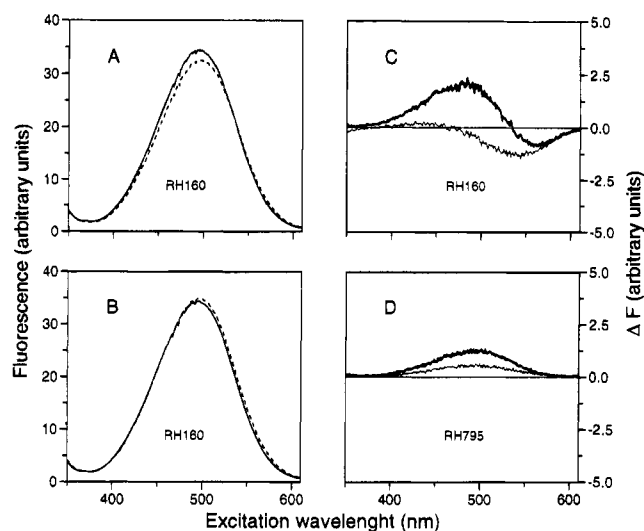 40
30
20
10
0
A
RH160
C
RH160
5.0
2.5
0.0
-2.5
-5.0
Fluorescence (arbitrary units)
Δ F (arbitrary units)
40
30
20
10
0
B
RH160
D
RH795
5.0
2.5
0.0
-2.5
-5.0
400
500
600
400
500
600
Excitation wavelenght (nm)